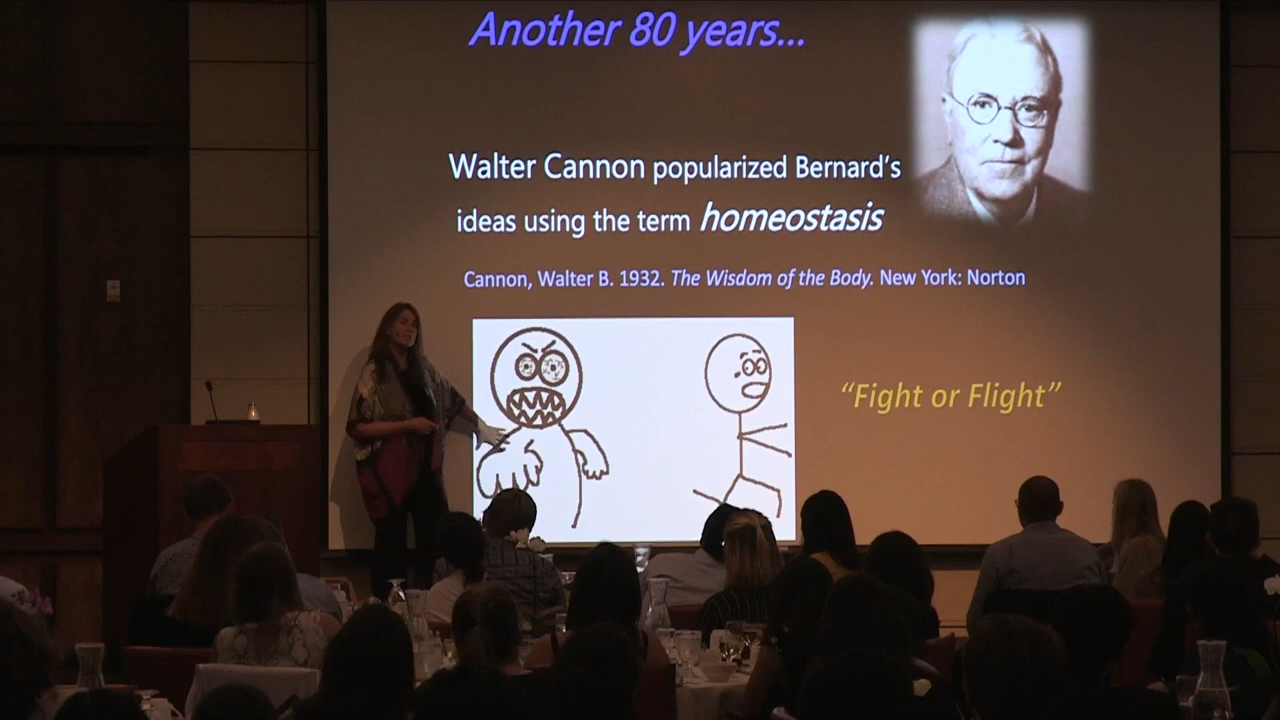 Another 80 years...
Walter Cannon popularized Bernard's
ideas using the term homeostasis
Cannon, Walter B. 1932. The Wisdom of the Body. New York: Norton
“Fight or Flight”